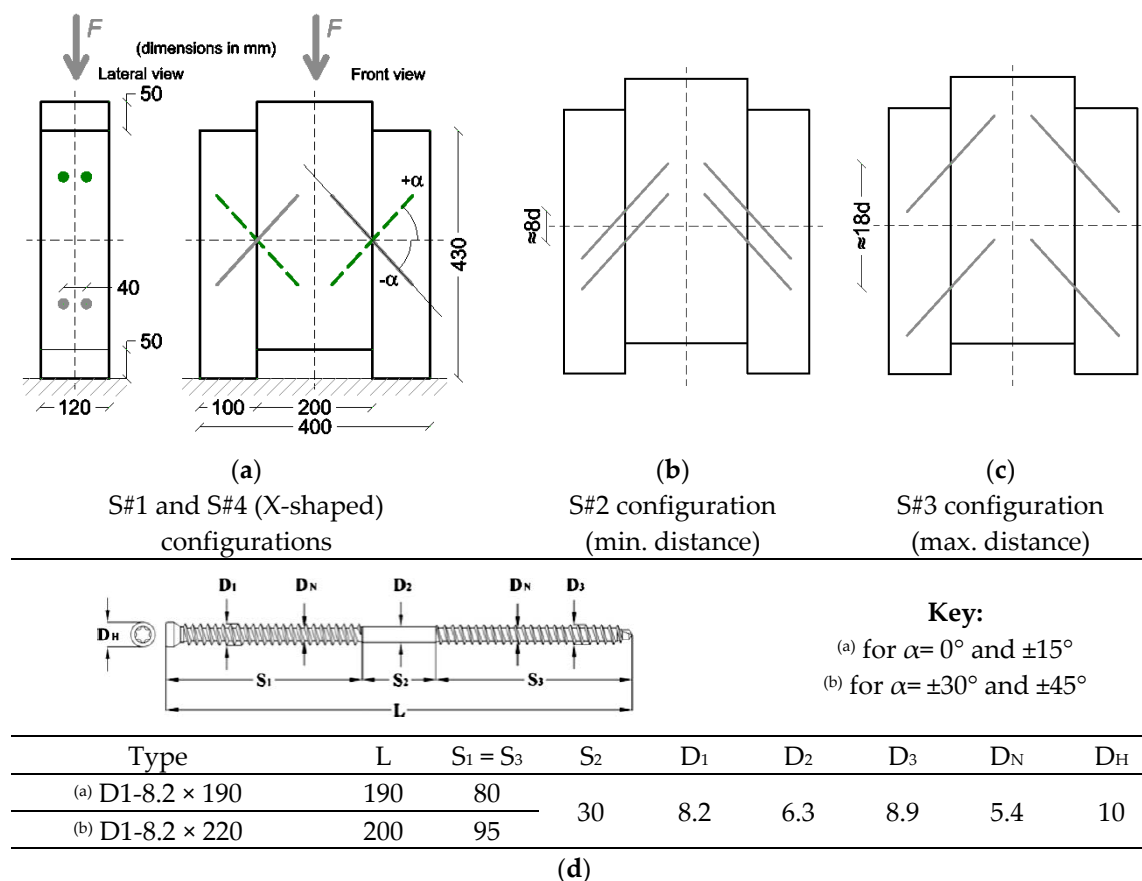 F
F
(dimensions in mm)
Lateral view
Front view
50
+α
-α
430
40
50
120
100
200
400
≈8d
≈18d
(a)
(b)
(c)
S#1 and S#4 (X-shaped)
configurations
S#2 configuration
(min. distance)
S#3 configuration
(max. distance)
D1 DN D2 DN D3
DH
S1 S2 S3
L
Key:
(a) for α= 0° and ±15°
(b) for α= ±30° and ±45°
Type L S1 = S3 S2 D1 D2 D3 DN DH
(a) D1-8.2 × 190 190 80
30 8.2 6.3 8.9 5.4 10
(b) D1-8.2 × 220 200 95
(d)